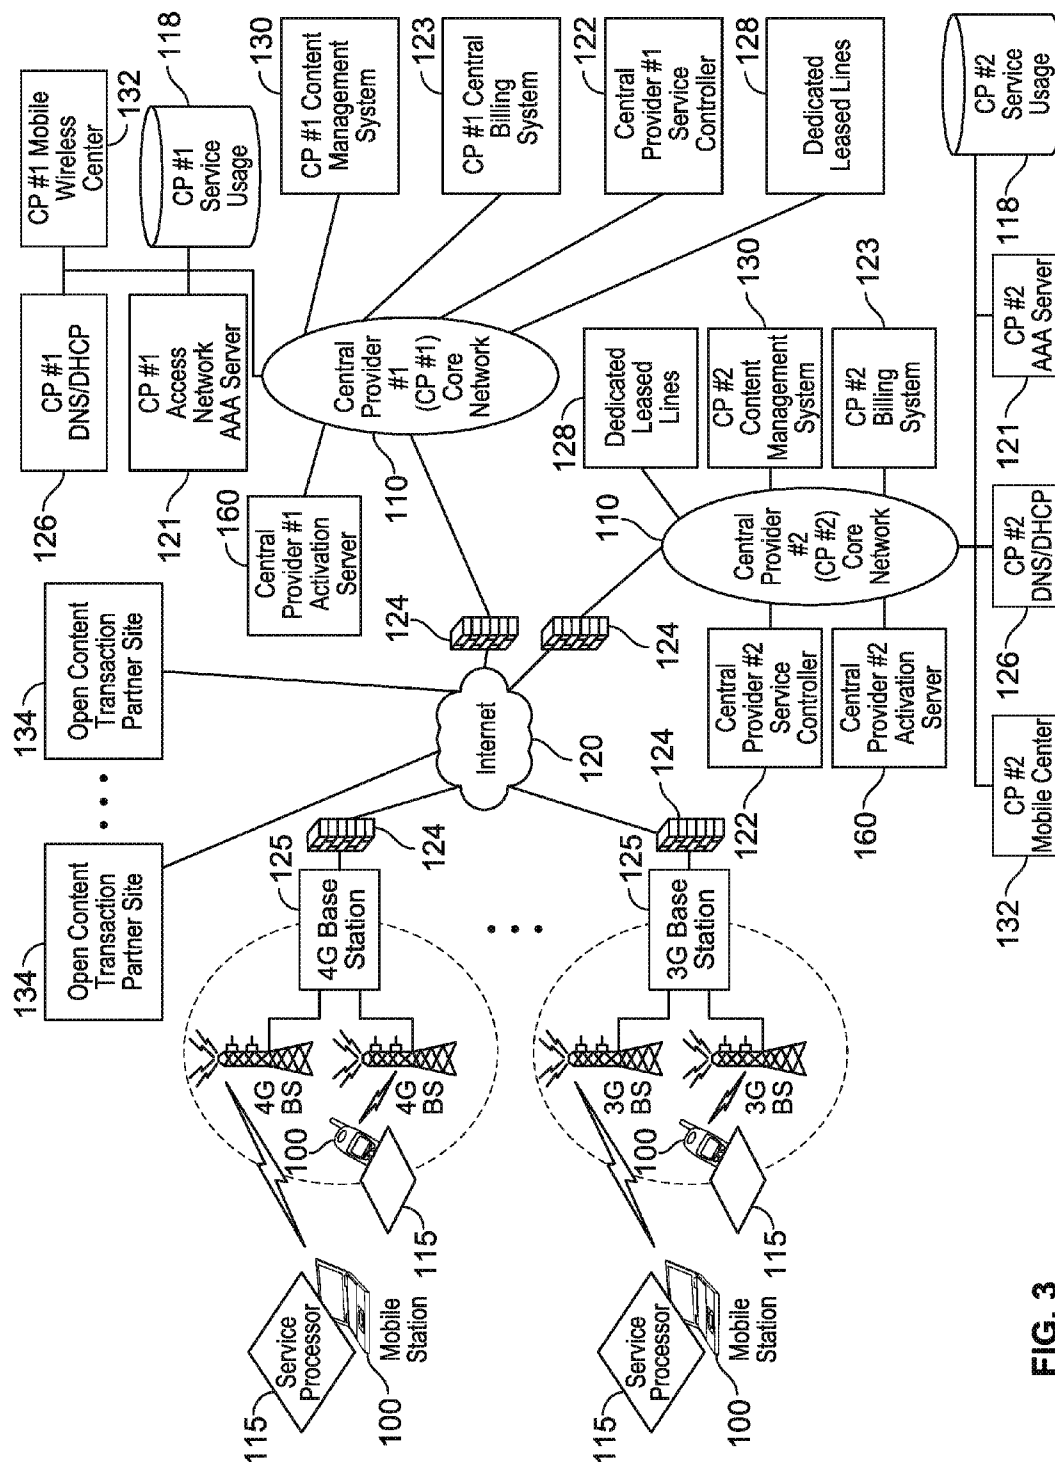 134
Open Content
Transaction
Partner Site
134
Open Content
Transaction
Partner Site
126
CP #1
DNS/DHCP
CP #1 Mobile
Wireless
Center
132
121
CP #1
Access
Network
AAA Server
CP #1
Service
Usage
118
160
Central
Provider #1
Activation
Server
110
Central
Provider
#1
(CP #1)
Core
Network
CP #1 Content
Management
System
130
CP #1 Central
Billing
System
123
Central
Provider #1
Service
Controller
122
Dedicated
Leased Lines
128
115
Service
Processor
100
Mobile
Station
115
100
4G
BS
4G
BS
4G Base
Station
125
124
Internet
120
124
124
115
Service
Processor
100
Mobile
Station
115
100
3G
BS
3G
BS
3G Base
Station
125
124
110
Central
Provider
#2
(CP #2)
Core
Network
128
Dedicated
Leased
Lines
CP #2
Content
Management
System
130
CP #2
Billing
System
123
122
Central
Provider #2
Service
Controller
160
Central
Provider #2
Activation
Server
132
CP #2
Mobile Center
126
CP #2
DNS/DHCP
121
CP #2
AAA Server
118
CP #2
Service
Usage
FIG. 3